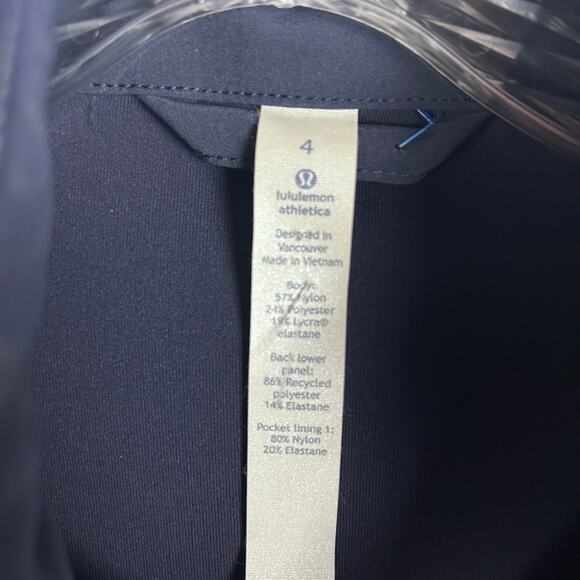 4
lululemon
athletica
Designed in
Vancouver
Made in Vietnam
Body:
57% Nylon
24% Polyester
19% Lycra®
elastane
Back lower
panel:
86% Recycled
polyester
14% Elastane
Pocket lining 1:
80% Nylon
20% Elastane